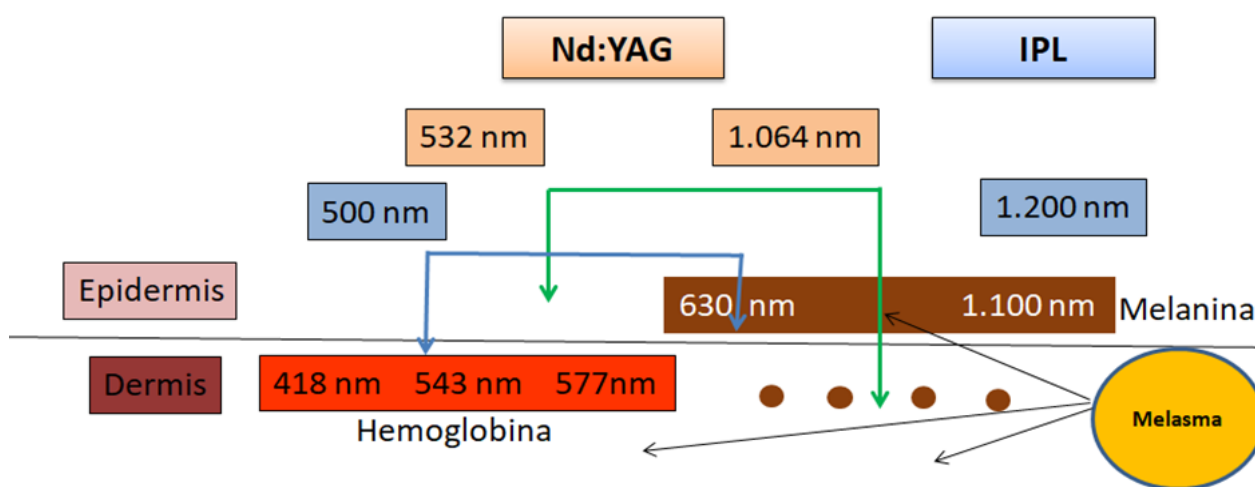 Nd:YAG IPL
532 nm 1.064 nm
500 nm 1.200 nm
Epidermis 630 nm 1.100 nm Melanina
Dermis 418 nm 543 nm 577nm
Melasma
Hemoglobina